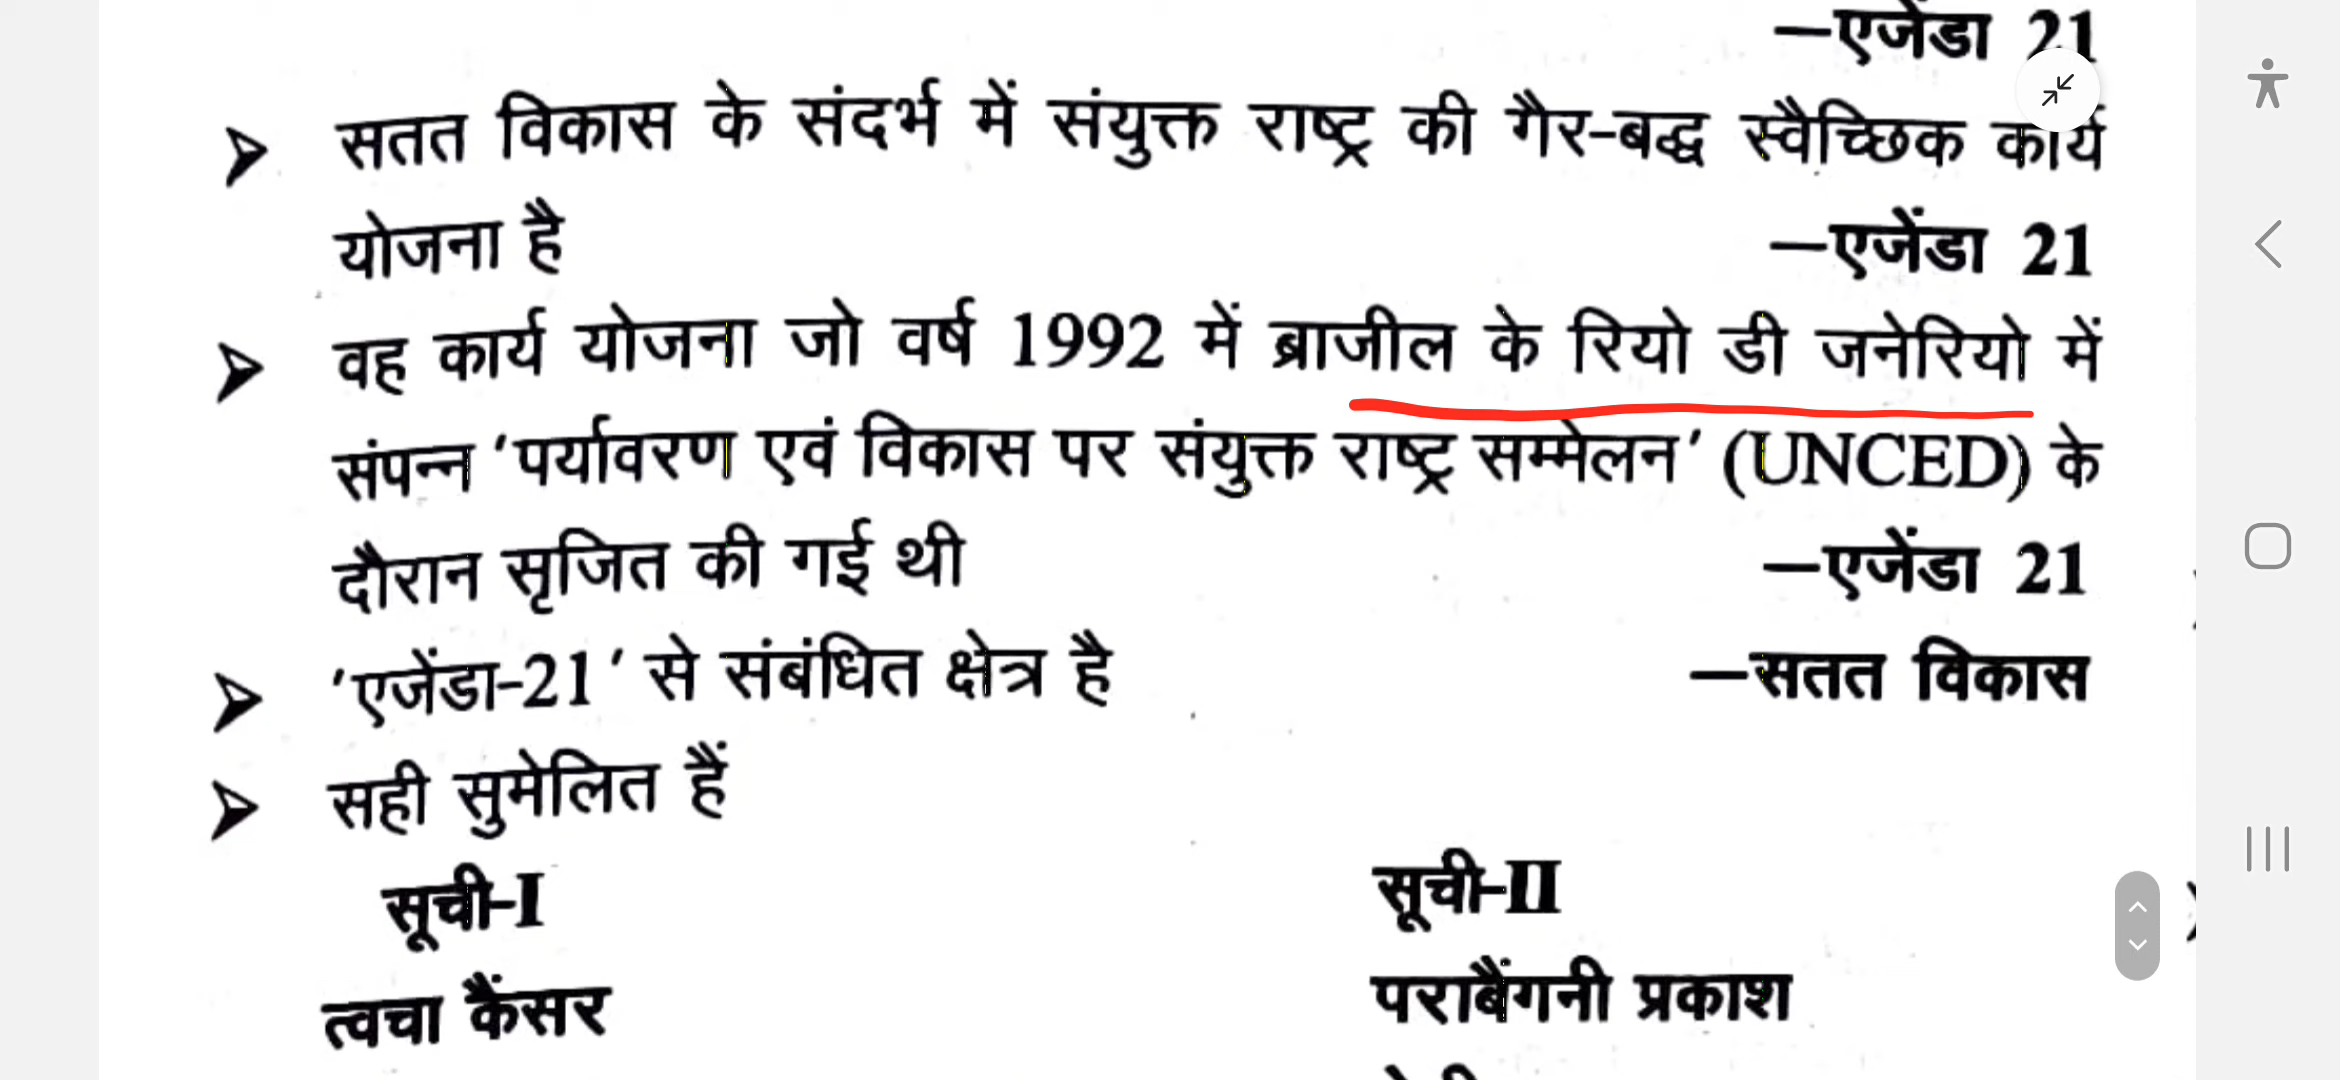 —एजेंडा 21
➤ सतत विकास के संदर्भ में संयुक्त राष्ट्र की गैर-बद्ध स्वैच्छिक कार्य
योजना है —एजेंडा 21
➤ वह कार्य योजना जो वर्ष 1992 में ब्राजील के रियो डी जनेरियो में
संपन्न ‘पर्यावरण एवं विकास पर संयुक्त राष्ट्र सम्मेलन’ (UNCED) के
दौरान सृजित की गई थी —एजेंडा 21
➤ ‘एजेंडा-21’ से संबंधित क्षेत्र है —सतत विकास
➤ सही सुमेलित हैं
सूची-I सूची-II
त्वचा कैंसर पराबैंगनी प्रकाश